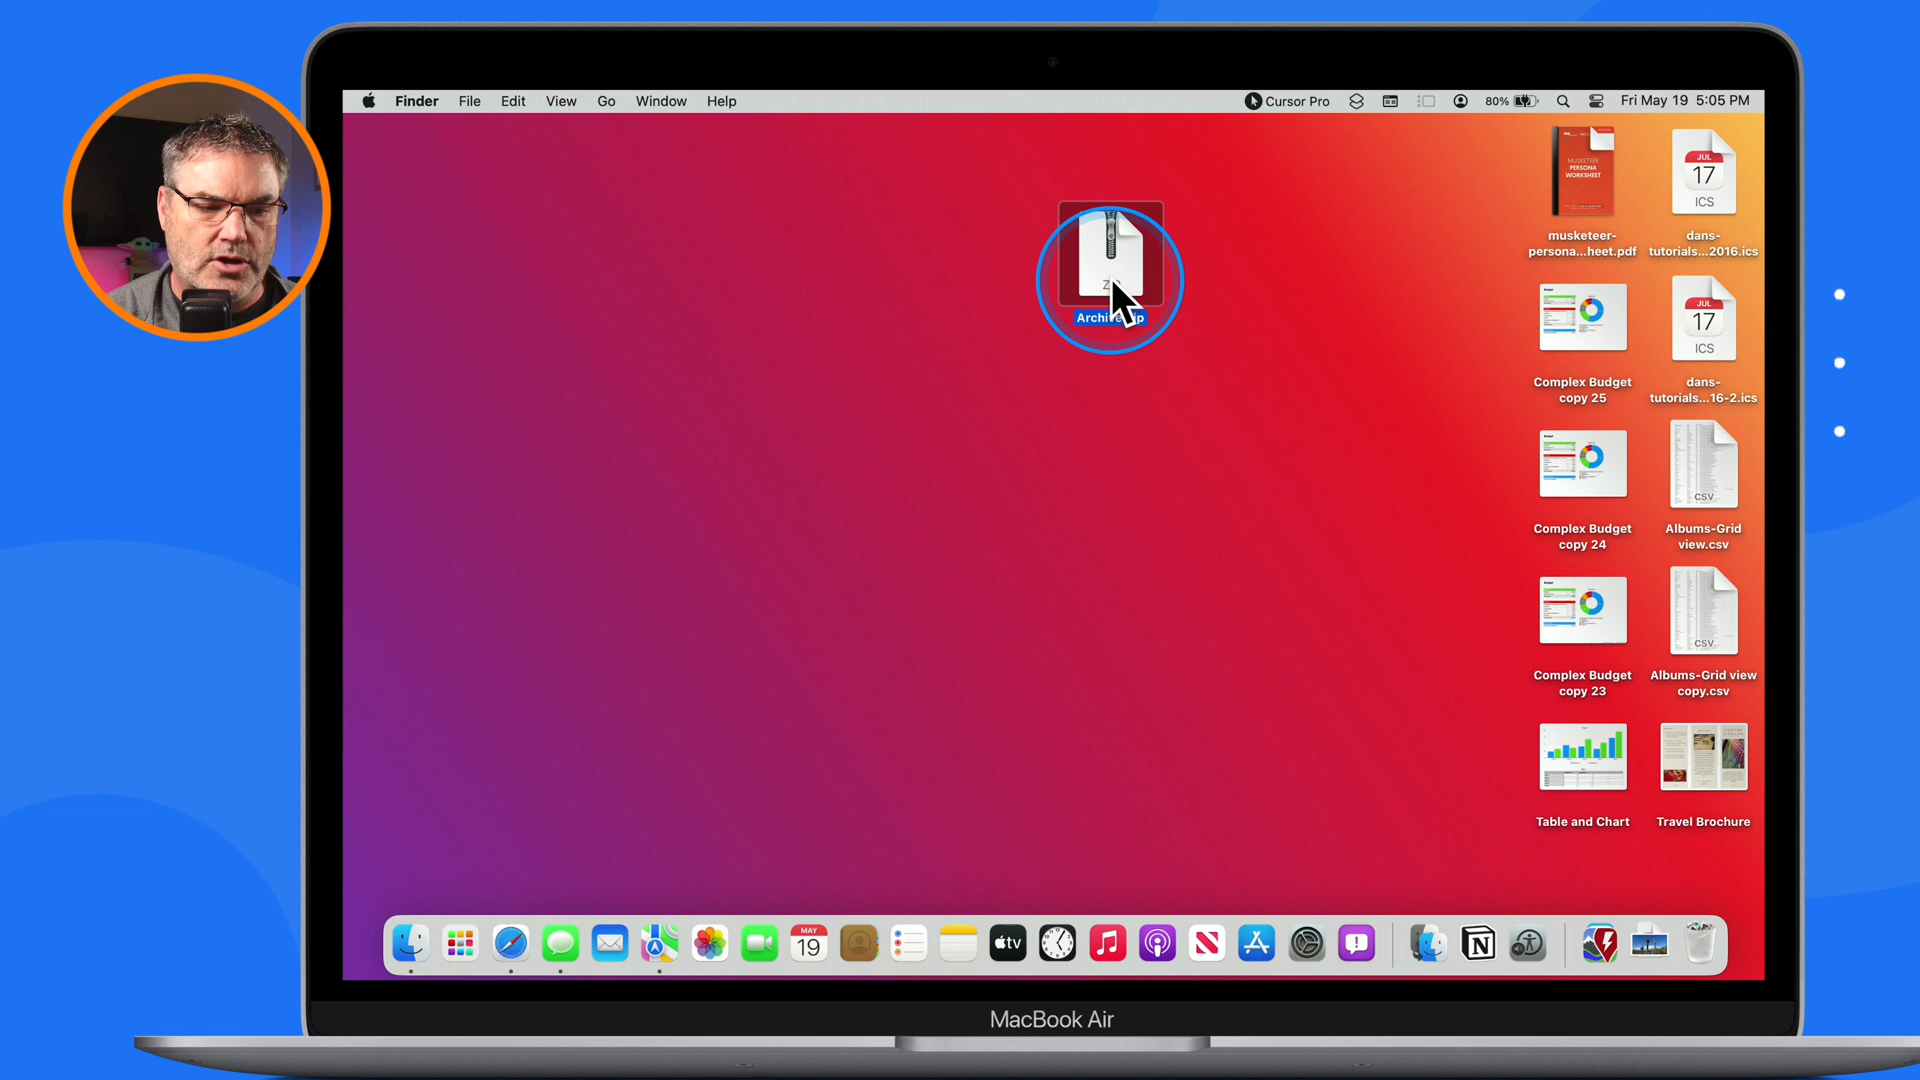 Finder File Edit View Go Window Help Cursor Pro 80% Fri May 19 5:05 PM
MUSKETEER
PERSONA
WORKSHEET
musketeer-
persona...heet.pdf
JUL
17
ICS
dans-
tutorials...2016.ics
Complex Budget
copy 25
JUL
17
ICS
dans-
tutorials...16-2.ics
Complex Budget
copy 24
CSV
Albums-Grid
view.csv
Complex Budget
copy 23
CSV
Albums-Grid view
copy.csv
Table and Chart
Travel Brochure
MAY
19
tv
N
MacBook Air